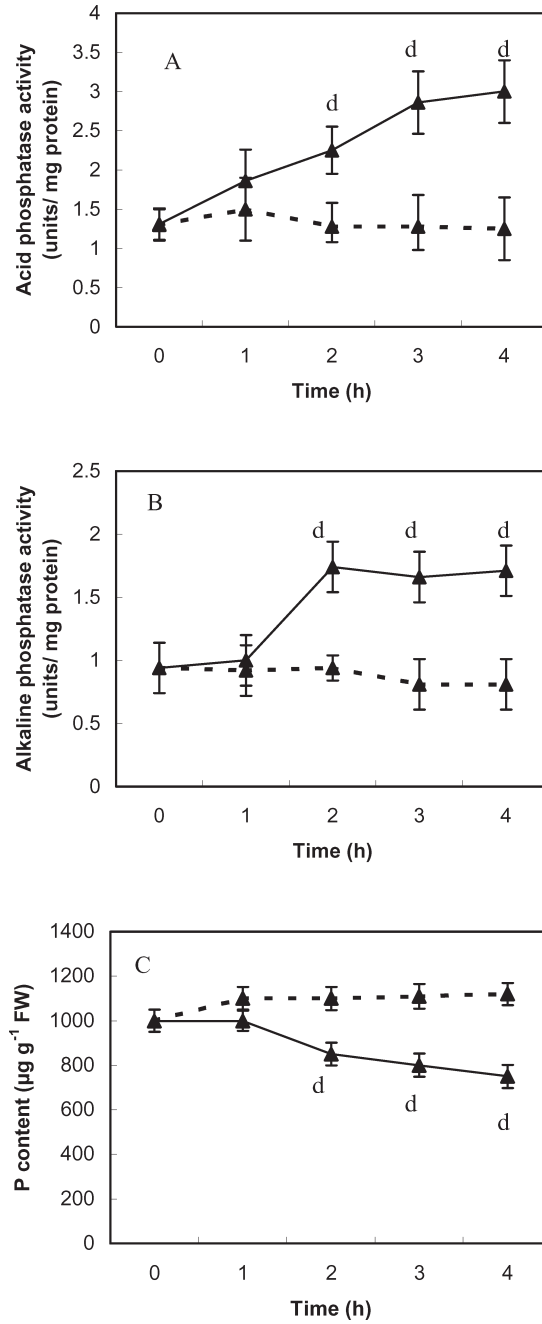 Acid phosphatase activity
(units/ mg protein)
4
3.5
3
2.5
2
1.5
1
0.5
0
A
d
d
d
0 1 2 3 4
Time (h)
Alkaline phosphatase activity
(units/ mg protein)
2.5
2
1.5
1
0.5
0
B
d
d
d
0 1 2 3 4
Time (h)
P content (µg g-1 FW)
1400
1200
1000
800
600
400
200
0
C
d
d
d
0 1 2 3 4
Time (h)